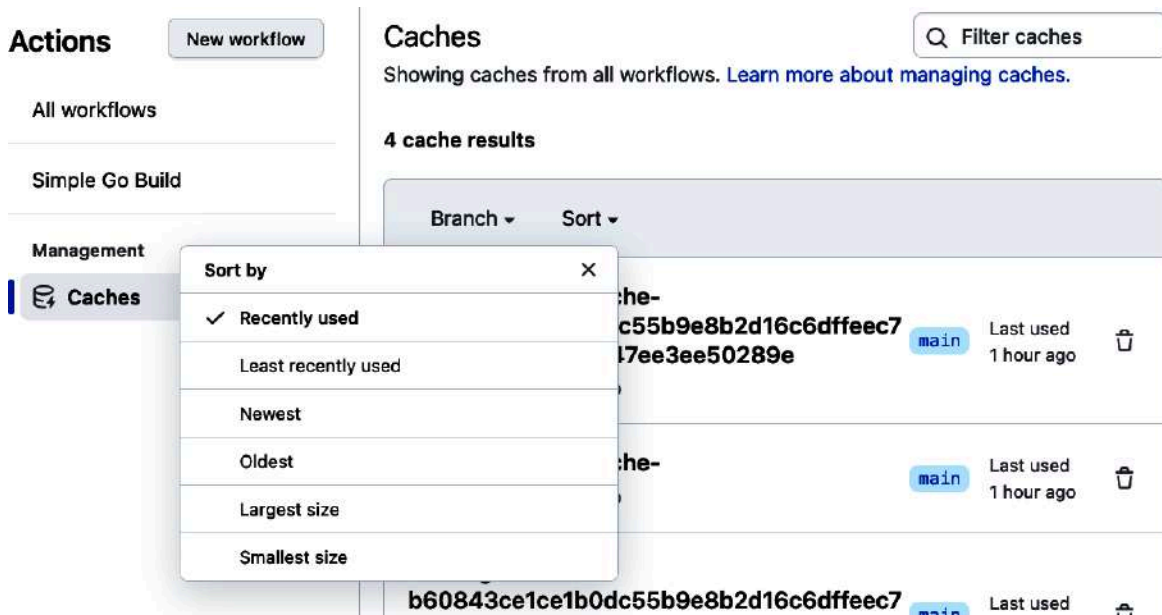 Actions
New workflow
All workflows
Simple Go Build
Management
Caches
Caches
Filter caches
Showing caches from all workflows. Learn more about managing caches.
4 cache results
Branch
Sort
Sort by
Recently used
Least recently used
Newest
Oldest
Largest size
Smallest size
che-
c55b9e8b2d16c6dffeec7
47ee3ee50289e
main
Last used
1 hour ago
che-
main
Last used
1 hour ago
b60843ce1ce1b0dc55b9e8b2d16c6dffeec7
main
Last used